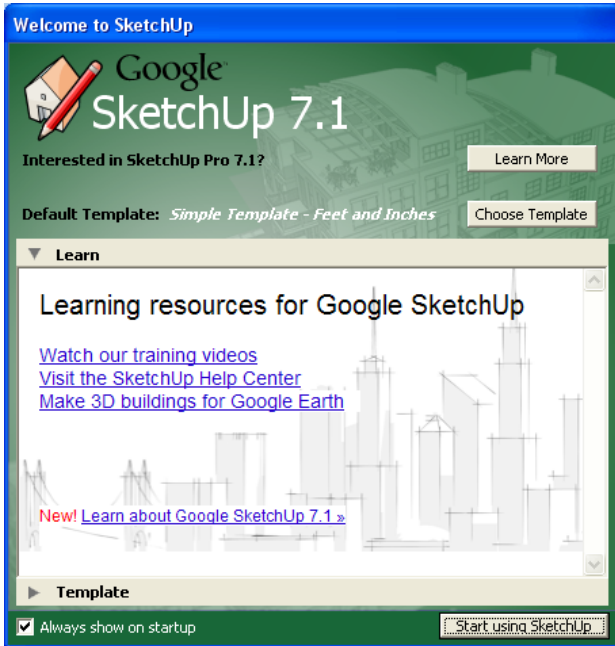 Welcome to SketchUp
Google
SketchUp 7.1
Interested in SketchUp Pro 7.1?
Learn More
Default Template: Simple Template - Feet and Inches
Choose Template
Learn
Learning resources for Google SketchUp
Watch our training videos
Visit the SketchUp Help Center
Make 3D buildings for Google Earth
New! Learn about Google SketchUp 7.1 »
Template
Always show on startup
Start using SketchUp